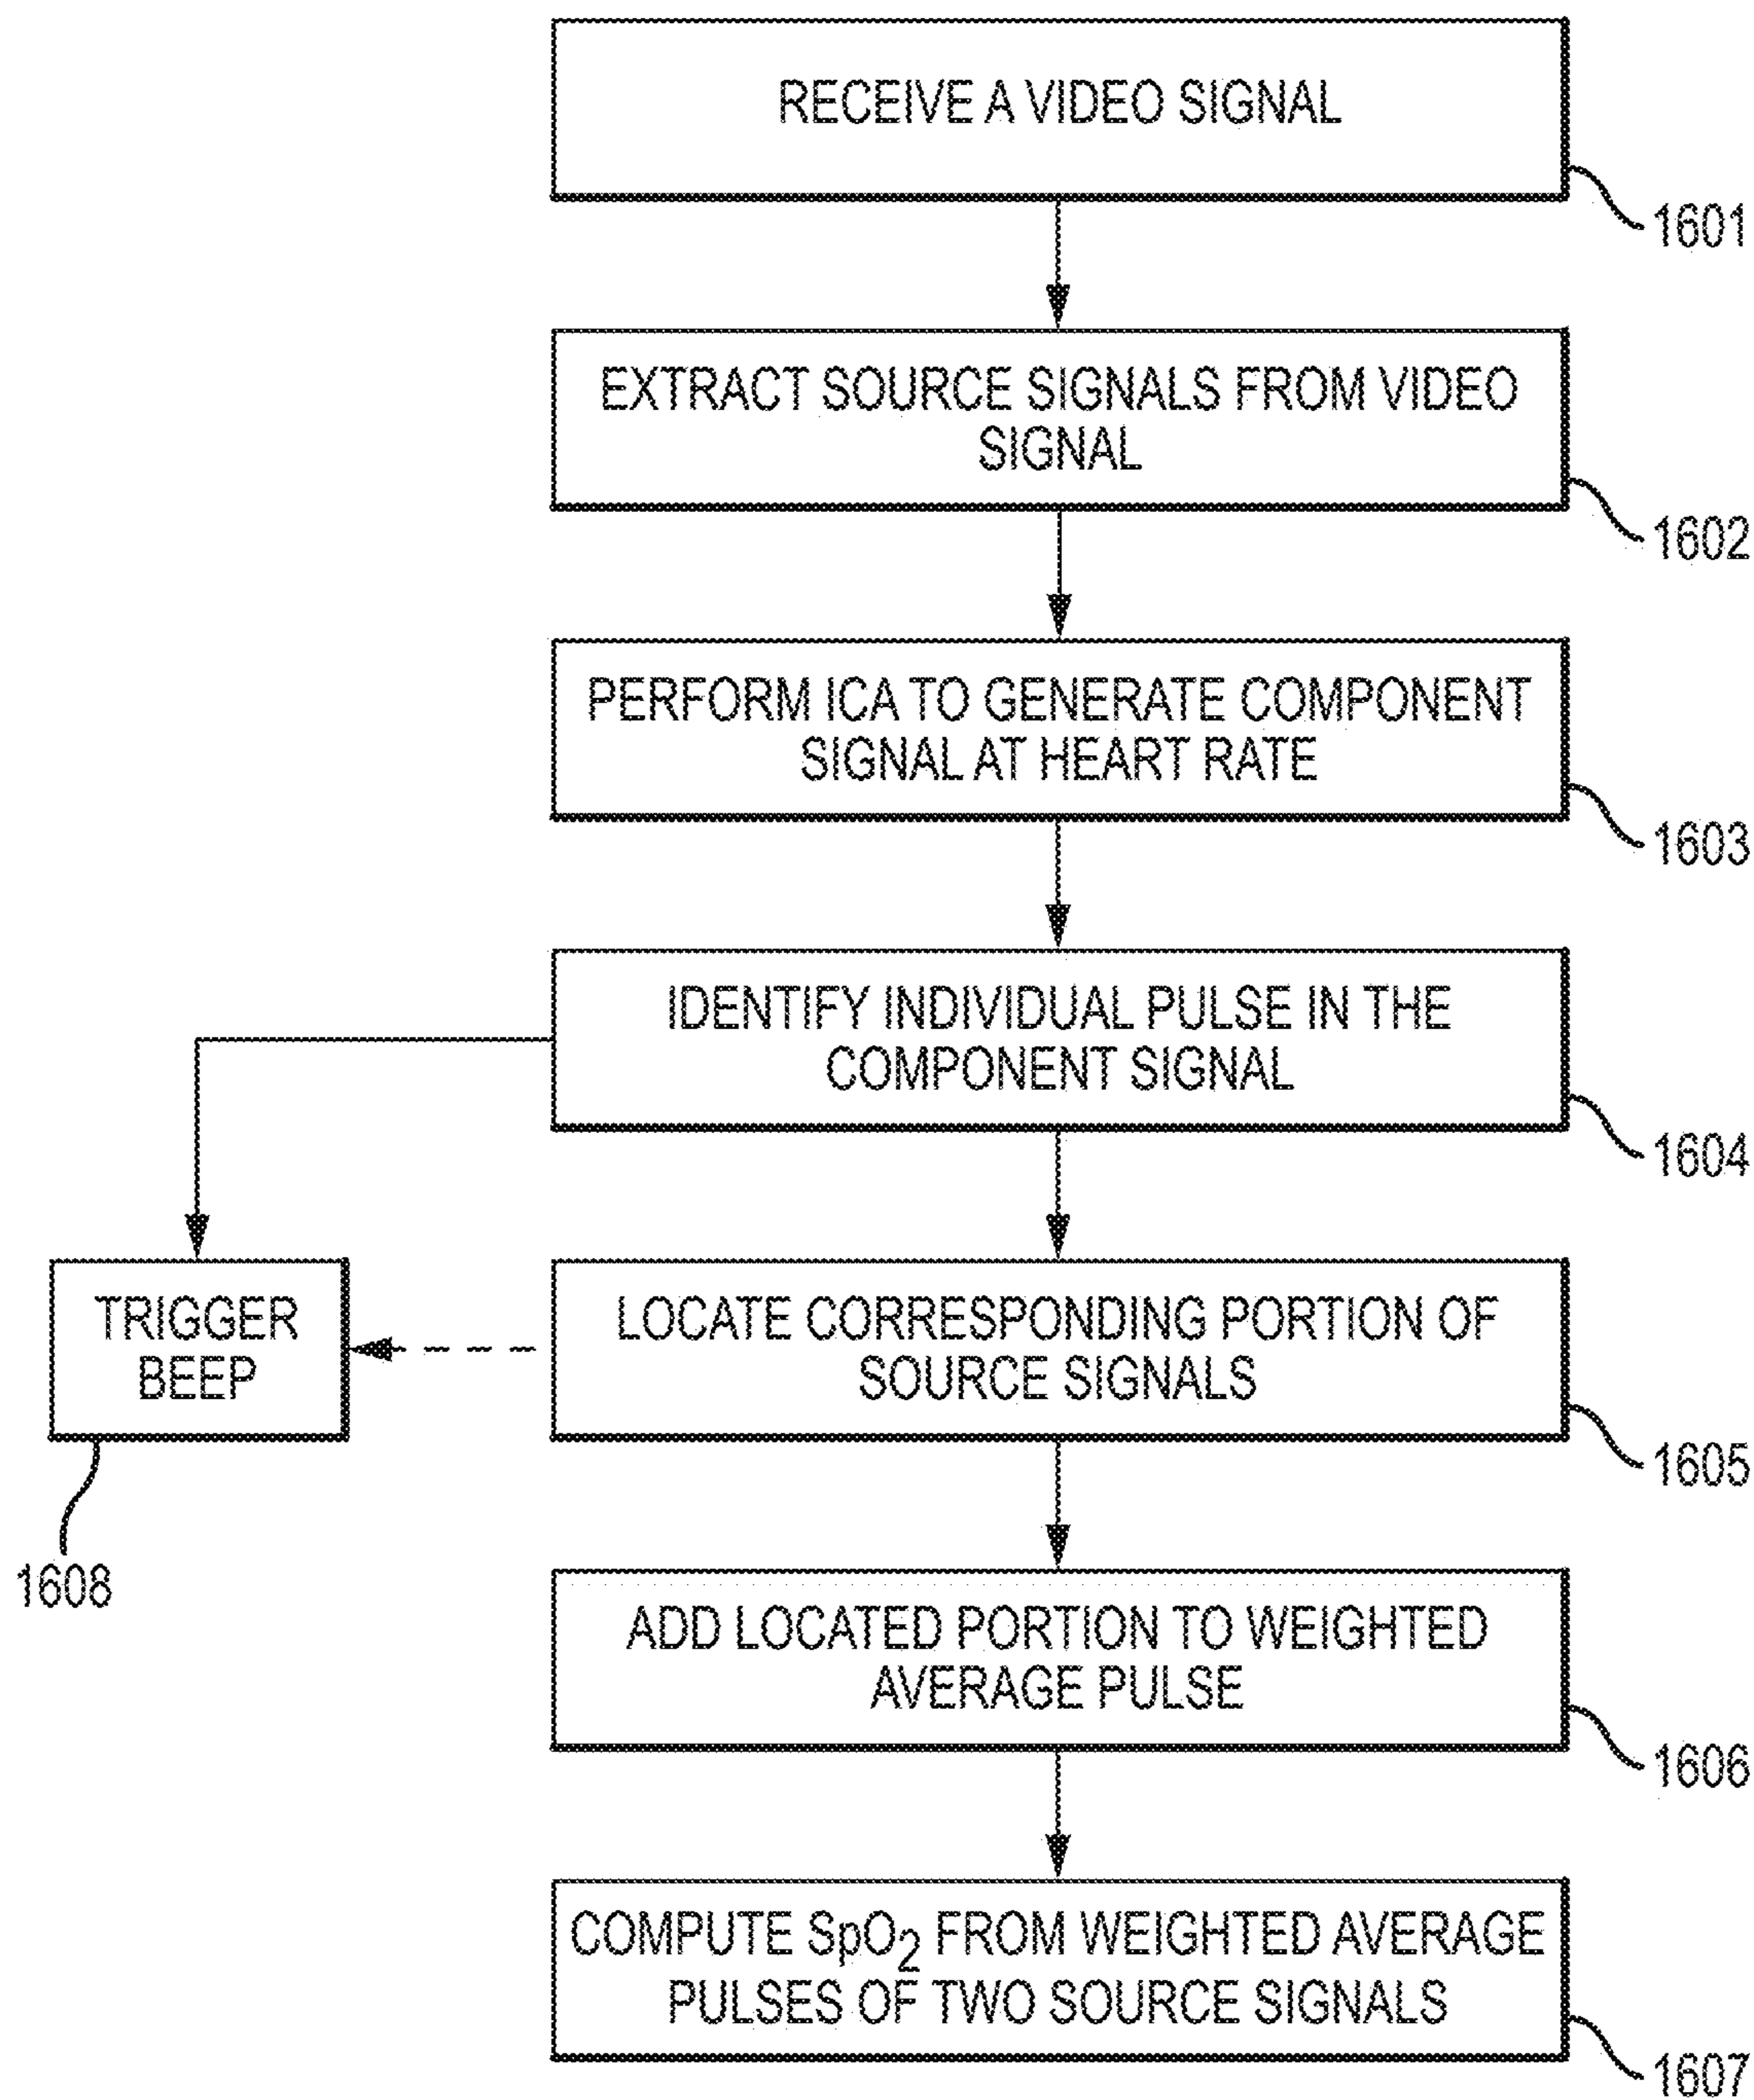 RECEIVE A VIDEO SIGNAL
1601
EXTRACT SOURCE SIGNALS FROM VIDEO
SIGNAL
1602
PERFORM ICA TO GENERATE COMPONENT
SIGNAL AT HEART RATE
1603
IDENTIFY INDIVIDUAL PULSE IN THE
COMPONENT SIGNAL
1604
TRIGGER
BEEP
1608
LOCATE CORRESPONDING PORTION OF
SOURCE SIGNALS
1605
ADD LOCATED PORTION TO WEIGHTED
AVERAGE PULSE
1606
COMPUTE SpO₂ FROM WEIGHTED AVERAGE
PULSES OF TWO SOURCE SIGNALS
1607